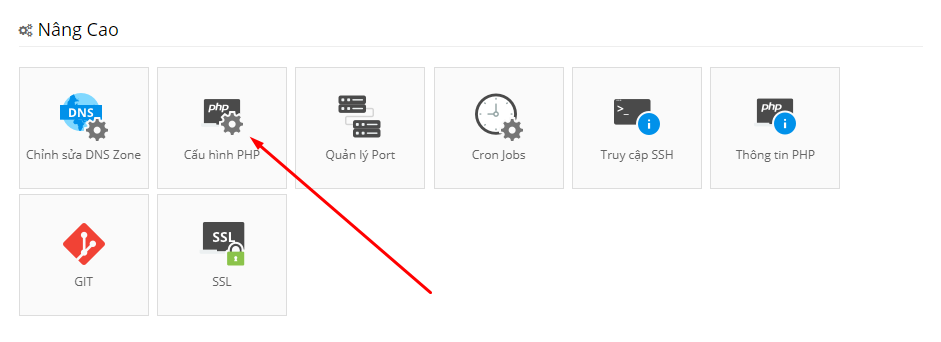 Nâng Cao
DNS
php
>_
i
php
i
Chỉnh sửa DNS Zone
Cấu hình PHP
Quản lý Port
Cron Jobs
Truy cập SSH
Thông tin PHP
SSL
GIT
SSL